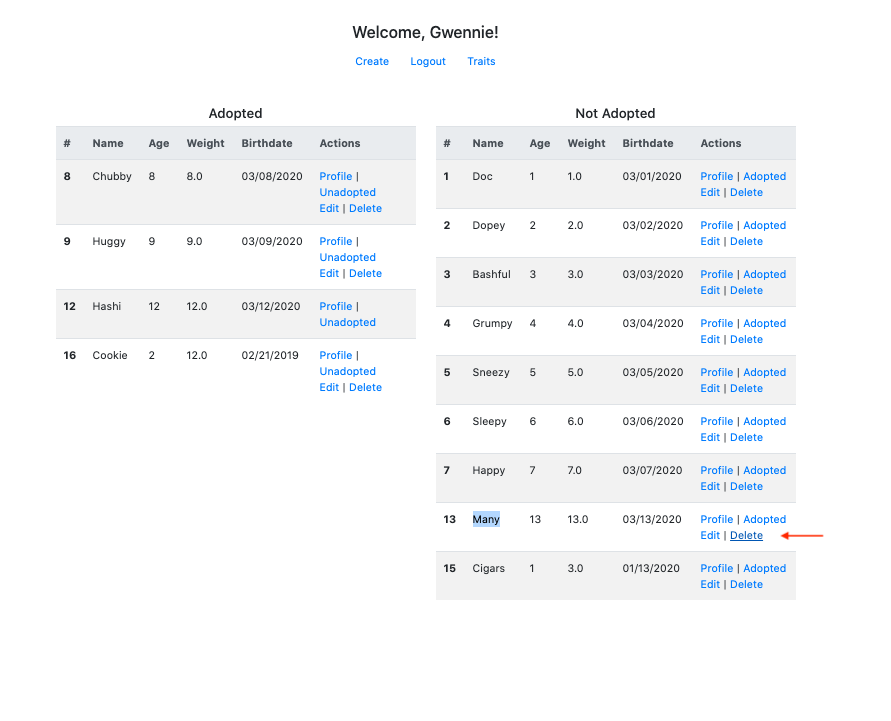 Welcome, Gwennie!
Create Logout Traits
Adopted
# Name Age Weight Birthdate Actions
8 Chubby 8 8.0 03/08/2020 Profile |
Unadopted
Edit | Delete
9 Huggy 9 9.0 03/09/2020 Profile |
Unadopted
Edit | Delete
12 Hashi 12 12.0 03/12/2020 Profile |
Unadopted
16 Cookie 2 12.0 02/21/2019 Profile |
Unadopted
Edit | Delete
Not Adopted
# Name Age Weight Birthdate Actions
1 Doc 1 1.0 03/01/2020 Profile | Adopted
Edit | Delete
2 Dopey 2 2.0 03/02/2020 Profile | Adopted
Edit | Delete
3 Bashful 3 3.0 03/03/2020 Profile | Adopted
Edit | Delete
4 Grumpy 4 4.0 03/04/2020 Profile | Adopted
Edit | Delete
5 Sneezy 5 5.0 03/05/2020 Profile | Adopted
Edit | Delete
6 Sleepy 6 6.0 03/06/2020 Profile | Adopted
Edit | Delete
7 Happy 7 7.0 03/07/2020 Profile | Adopted
Edit | Delete
13 Many 13 13.0 03/13/2020 Profile | Adopted
Edit | Delete
15 Cigars 1 3.0 01/13/2020 Profile | Adopted
Edit | Delete